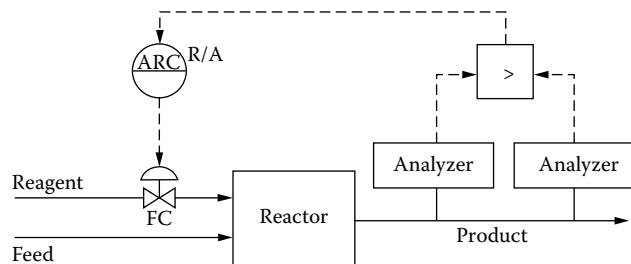 ARC
R/A
>
Analyzer
Analyzer
Reagent
FC
Reactor
Feed
Product